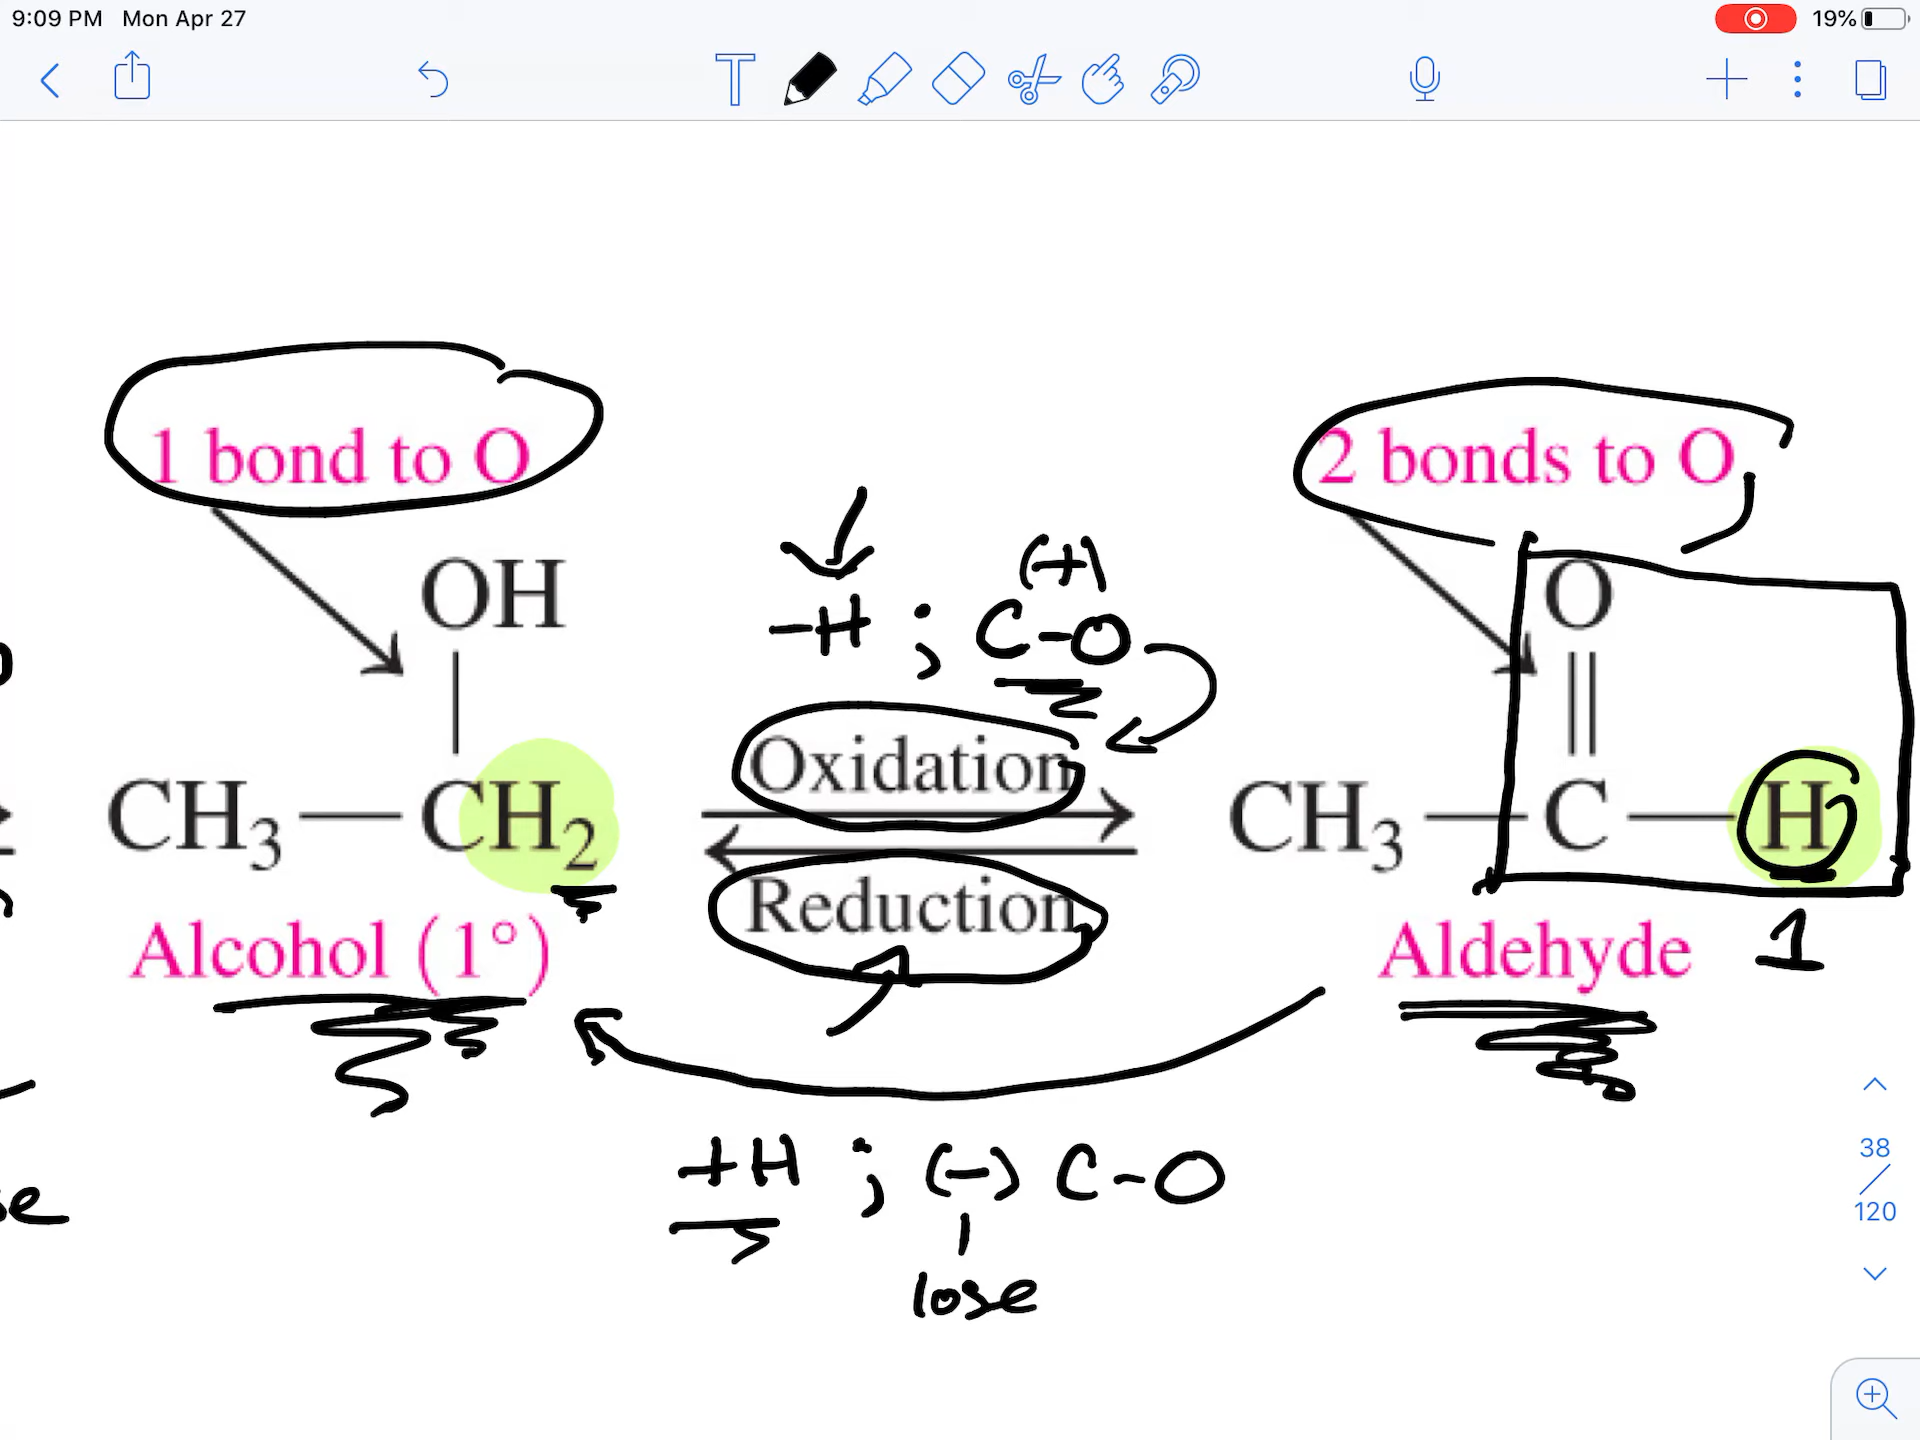 9:09 PM Mon Apr 27
19%
T
1 bond to O
2 bonds to O
(+)
-H ; C-O
OH
O
Oxidation
CH₃—CH₂
CH₃—C—H
Reduction
Alcohol (1°)
Aldehyde
1
+H ; (-) C-O
lose
se
38
120